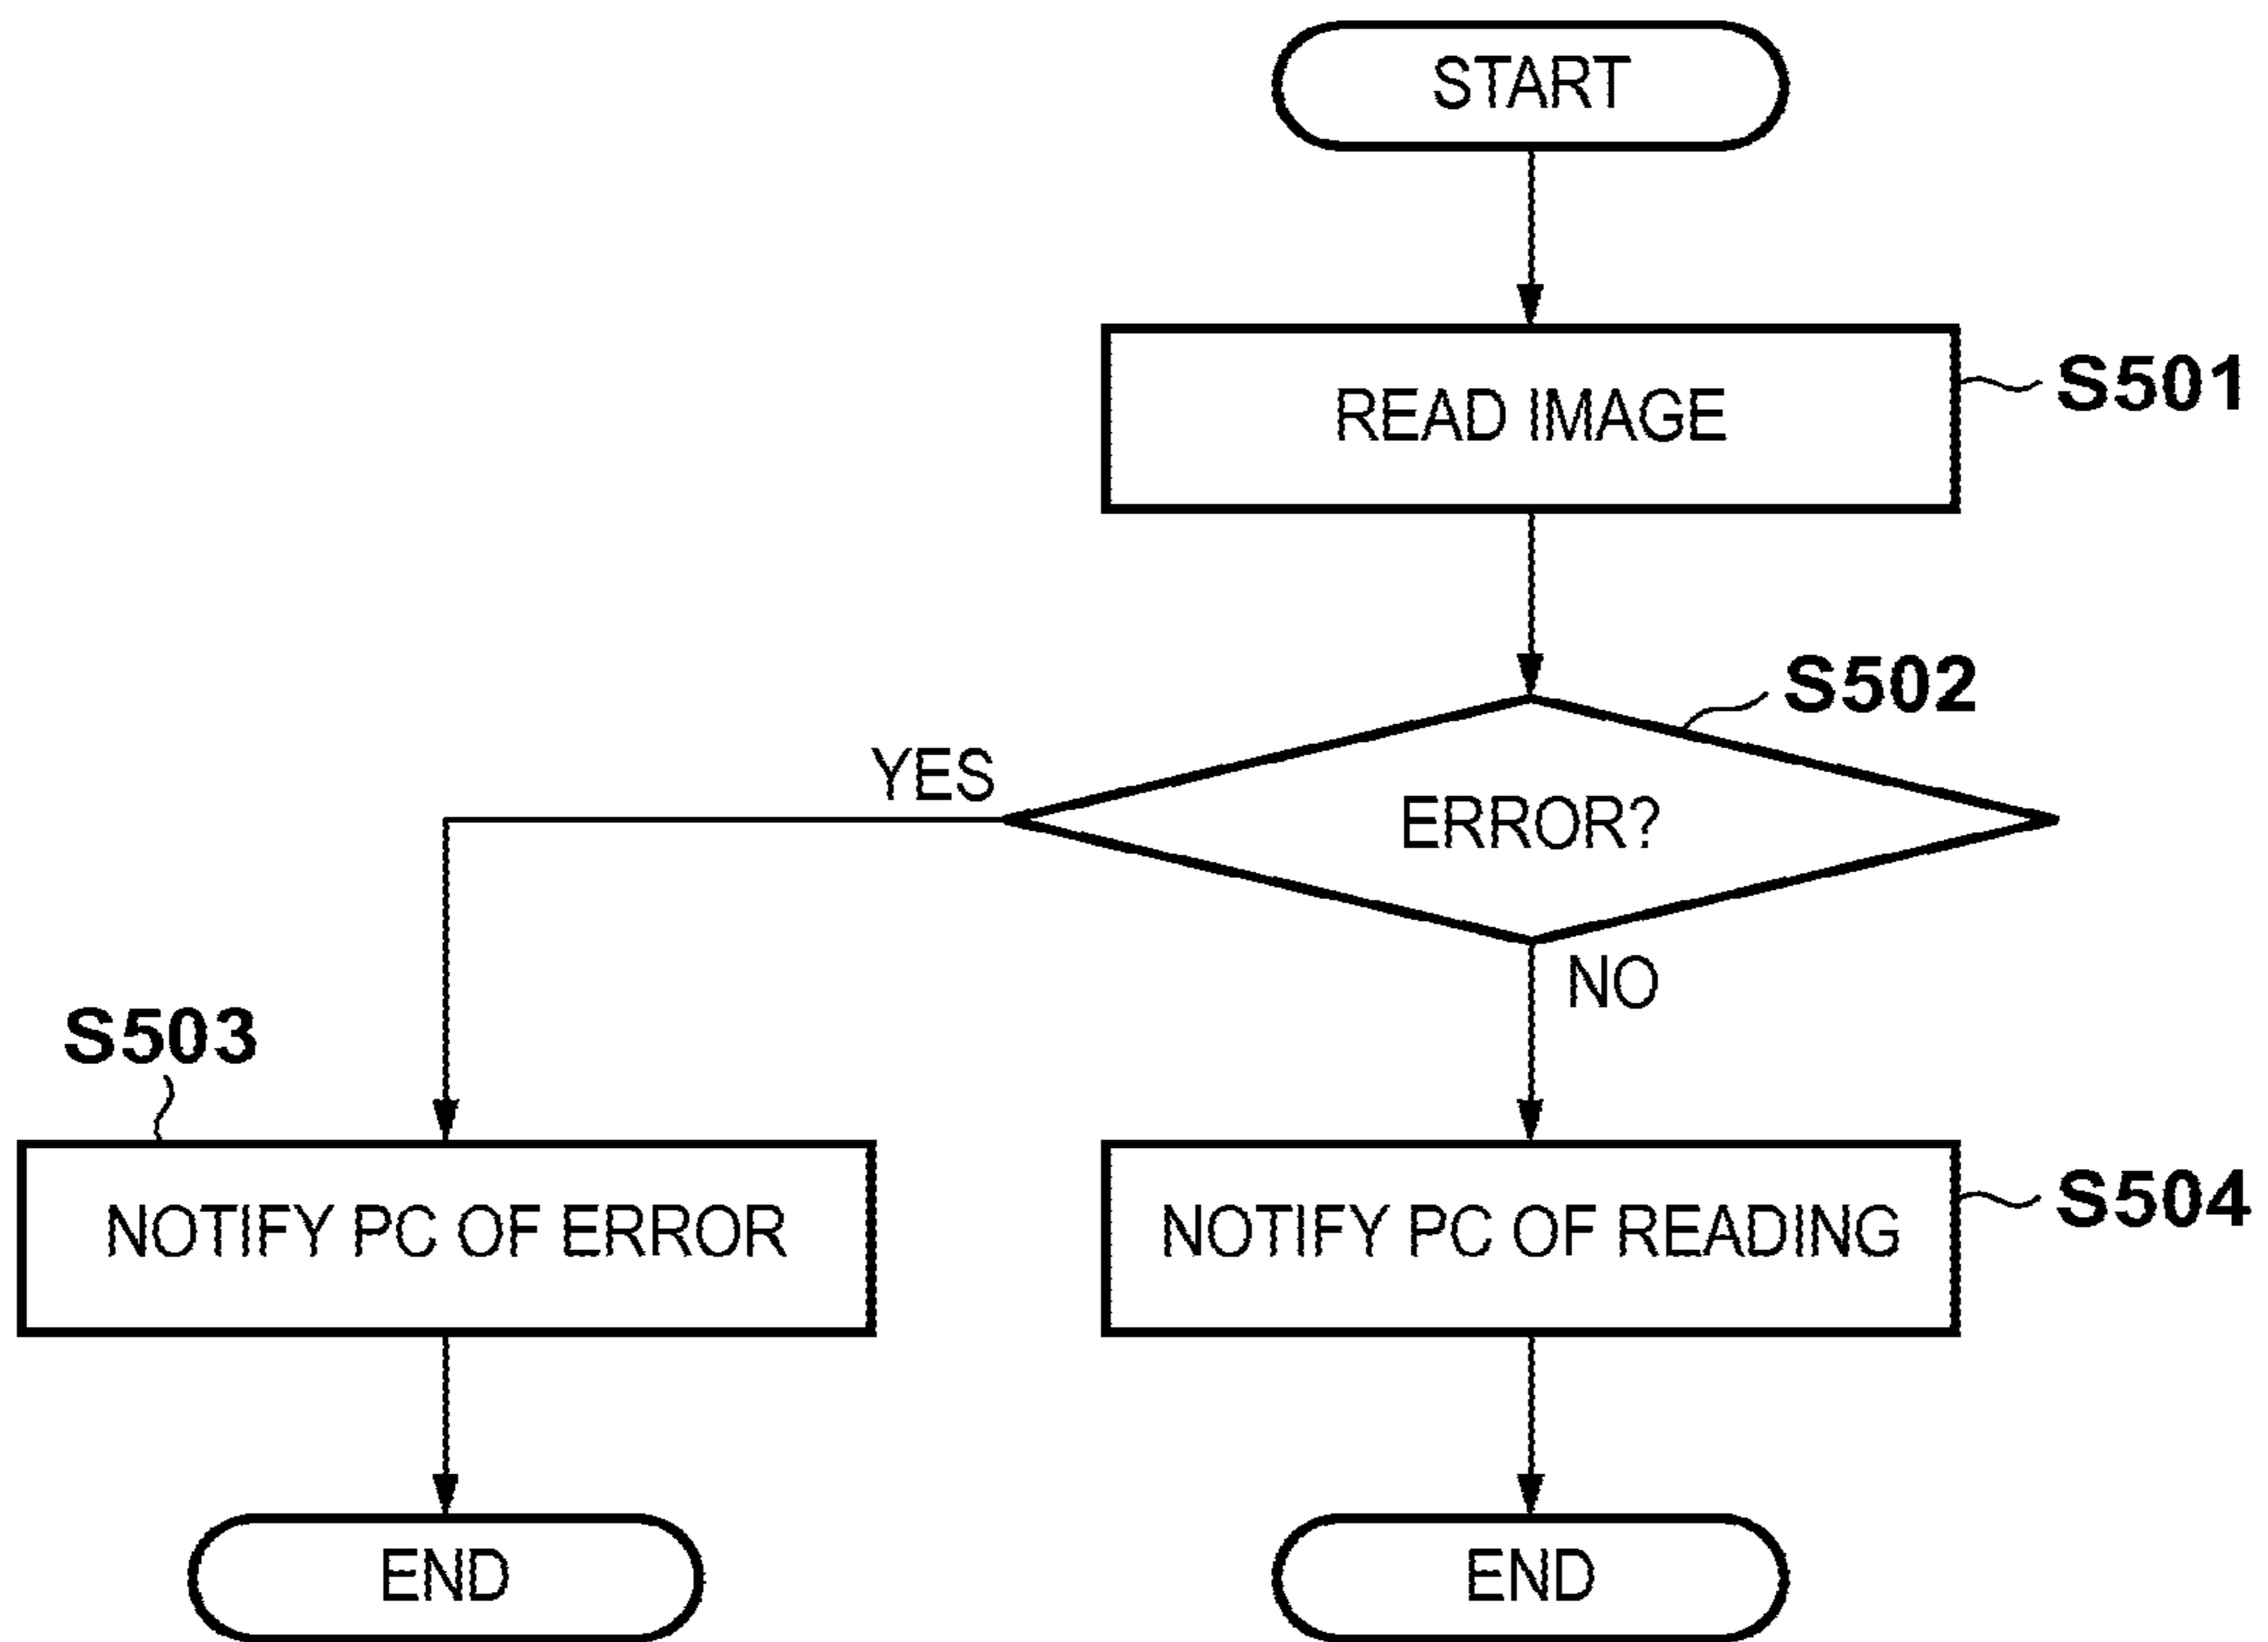 START
READ IMAGE
S501
S502
YES
ERROR?
NO
S503
NOTIFY PC OF ERROR
NOTIFY PC OF READING
S504
END
END